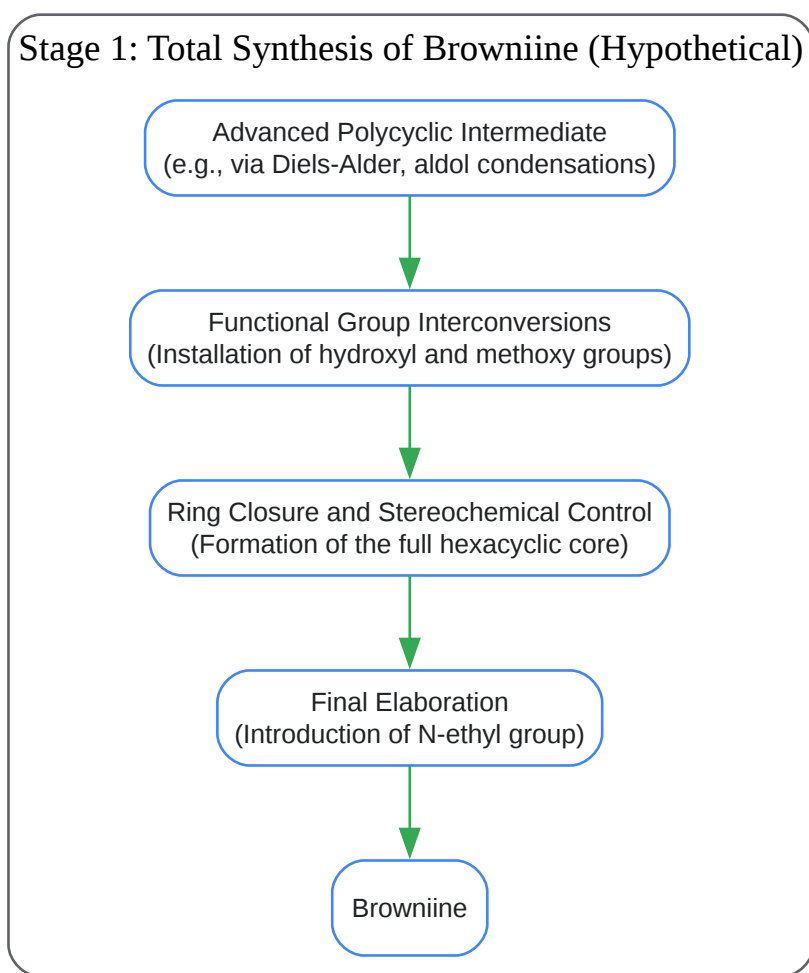 Stage 1: Total Synthesis of Browniine (Hypothetical)
Advanced Polycyclic Intermediate
(e.g., via Diels-Alder, aldol condensations)
Functional Group Interconversions
(Installation of hydroxyl and methoxy groups)
Ring Closure and Stereochemical Control
(Formation of the full hexacyclic core)
Final Elaboration
(Introduction of N-ethyl group)
Browniine